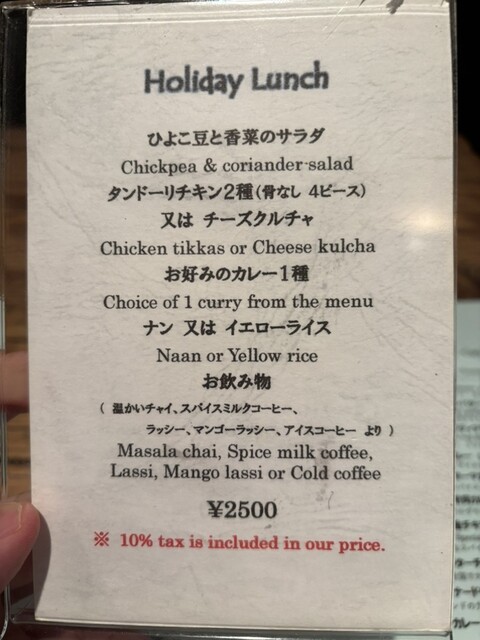 Holiday Lunch
ひよこ豆と香菜のサラダ
Chickpea & coriander salad
タンドーリチキン2種(骨なし 4ピース)
又は チーズクルチャ
Chicken tikkas or Cheese kulcha
お好みのカレー1種
Choice of 1 curry from the menu
ナン 又は イエローライス
Naan or Yellow rice
お飲み物
( 温かいチャイ、スパイスミルクコーヒー、
ラッシー、マンゴーラッシー、アイスコーヒー より )
Masala chai, Spice milk coffee,
Lassi, Mango lassi or Cold coffee
¥2500
※ 10% tax is included in our price.